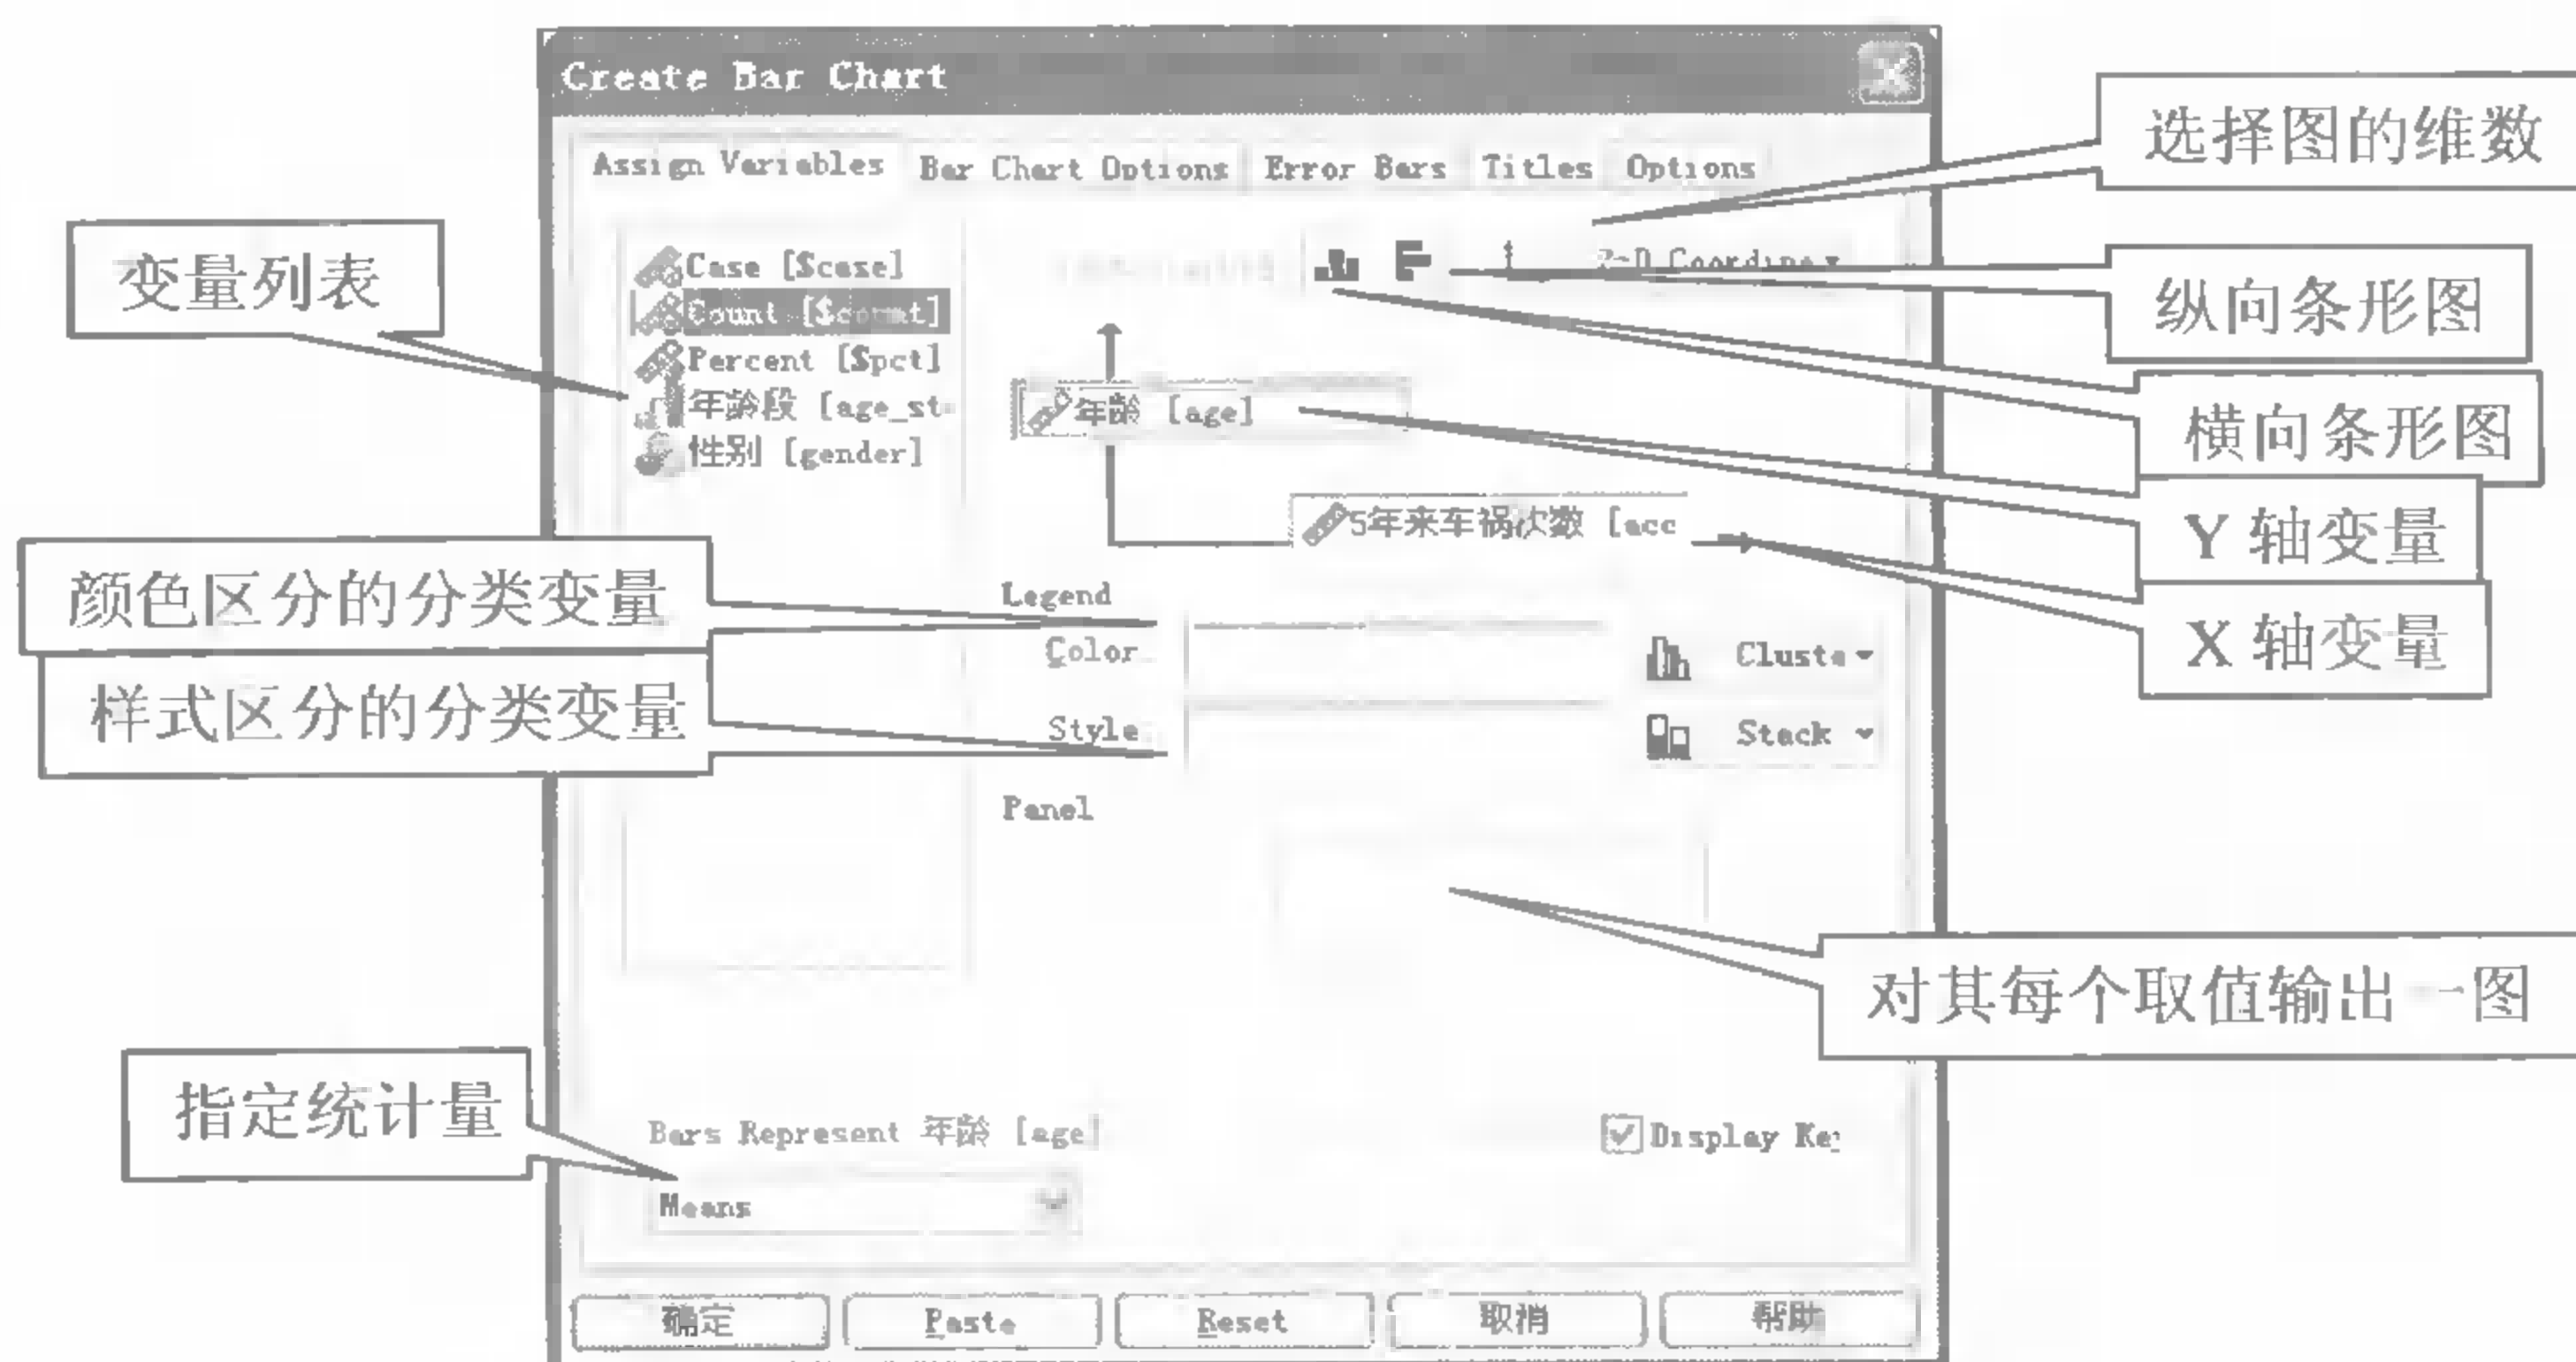 Create Bar Chart
Assign Variables
Bar Chart Options
Error Bars
Titles
Options
选择图的维数
变量列表
Case [$case]
Count [$count]
Percent [$pct]
年龄段 [age_st
性别 [gender]
2-D Coordina
纵向条形图
横向条形图
年龄 [age]
Y 轴变量
5年来车祸次数 [acc
X 轴变量
颜色区分的分类变量
样式区分的分类变量
Legend
Color
Cluste
Style
Stack
Panel
对其每个取值输出一图
指定统计量
Bars Represent 年龄 [age]
Display Key
Means
确定
Paste
Reset
取消
帮助